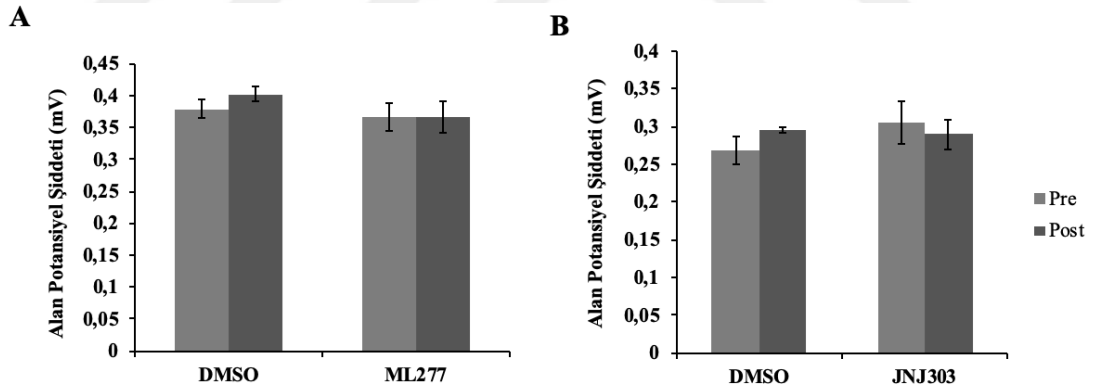 A
Alan Potansiyel Şiddeti (mV)
0,45
0,4
0,35
0,3
0,25
0,2
0,15
0,1
0,05
0
DMSO
ML277
B
Alan Potansiyel Şiddeti (mV)
0,4
0,35
0,3
0,25
0,2
0,15
0,1
0,05
0
DMSO
JNJ303
Pre
Post